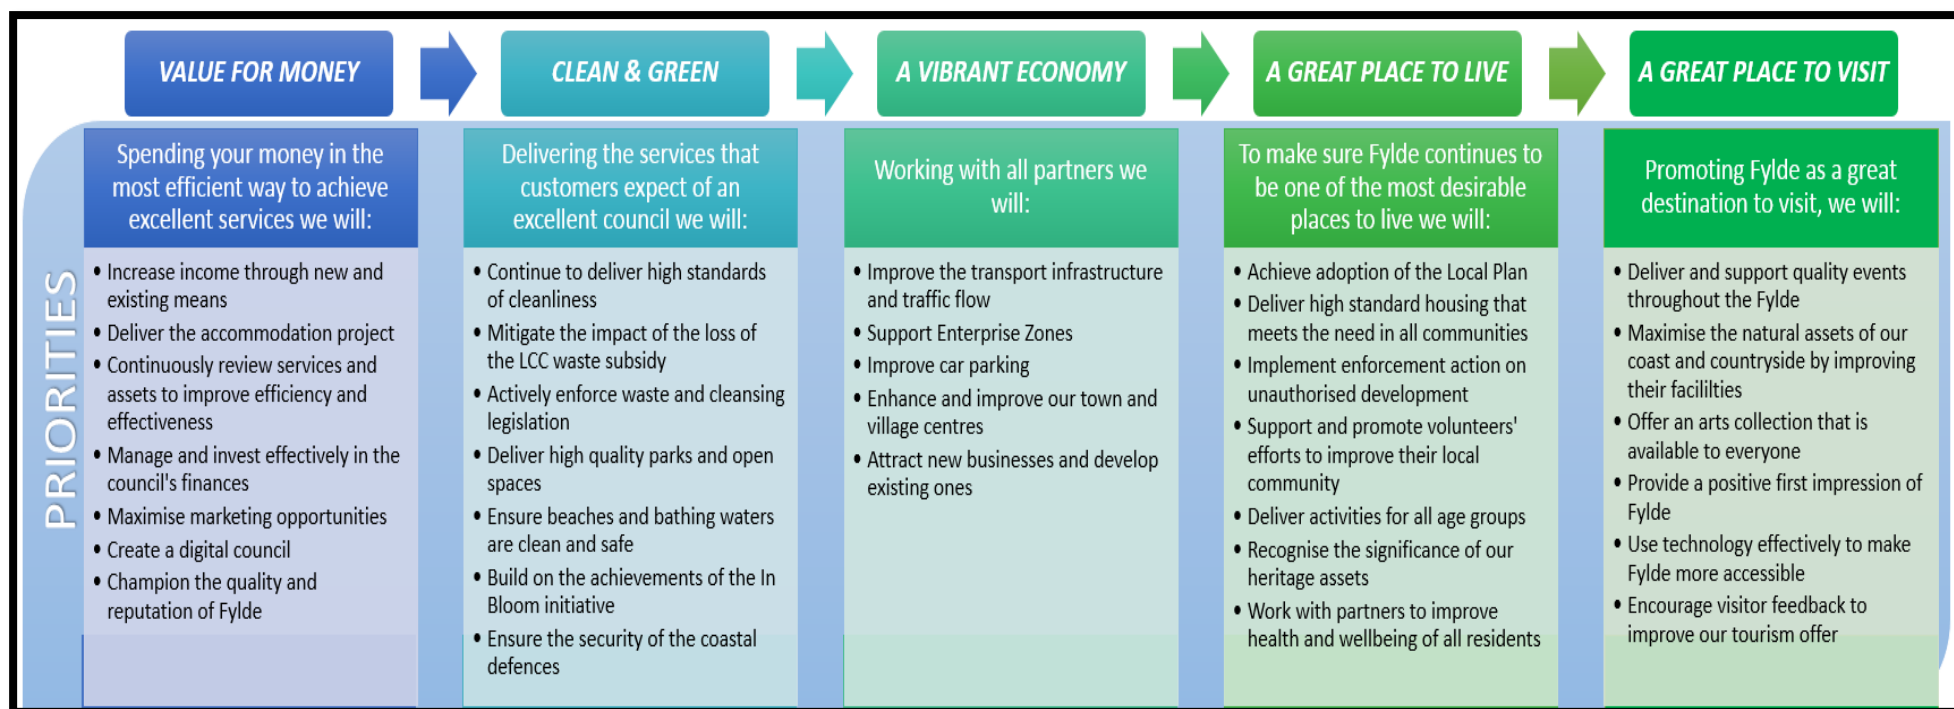 VALUE FOR MONEY
CLEAN & GREEN
A VIBRANT ECONOMY
A GREAT PLACE TO LIVE
A GREAT PLACE TO VISIT
PRIORITIES
Spending your money in the
most efficient way to achieve
excellent services we will:
• Increase income through new and
existing means
• Deliver the accommodation project
• Continuously review services and
assets to improve efficiency and
effectiveness
• Manage and invest effectively in the
council's finances
• Maximise marketing opportunities
• Create a digital council
• Champion the quality and
reputation of Fylde
Delivering the services that
customers expect of an
excellent council we will:
• Continue to deliver high standards
of cleanliness
• Mitigate the impact of the loss of
the LCC waste subsidy
• Actively enforce waste and cleansing
legislation
• Deliver high quality parks and open
spaces
• Ensure beaches and bathing waters
are clean and safe
• Build on the achievements of the In
Bloom initiative
• Ensure the security of the coastal
defences
Working with all partners we
will:
• Improve the transport infrastructure
and traffic flow
• Support Enterprise Zones
• Improve car parking
• Enhance and improve our town and
village centres
• Attract new businesses and develop
existing ones
To make sure Fylde continues to
be one of the most desirable
places to live we will:
• Achieve adoption of the Local Plan
• Deliver high standard housing that
meets the need in all communities
• Implement enforcement action on
unauthorised development
• Support and promote volunteers'
efforts to improve their local
community
• Deliver activities for all age groups
• Recognise the significance of our
heritage assets
• Work with partners to improve
health and wellbeing of all residents
Promoting Fylde as a great
destination to visit, we will:
• Deliver and support quality events
throughout the Fylde
• Maximise the natural assets of our
coast and countryside by improving
their facililties
• Offer an arts collection that is
available to everyone
• Provide a positive first impression of
Fylde
• Use technology effectively to make
Fylde more accessible
• Encourage visitor feedback to
improve our tourism offer